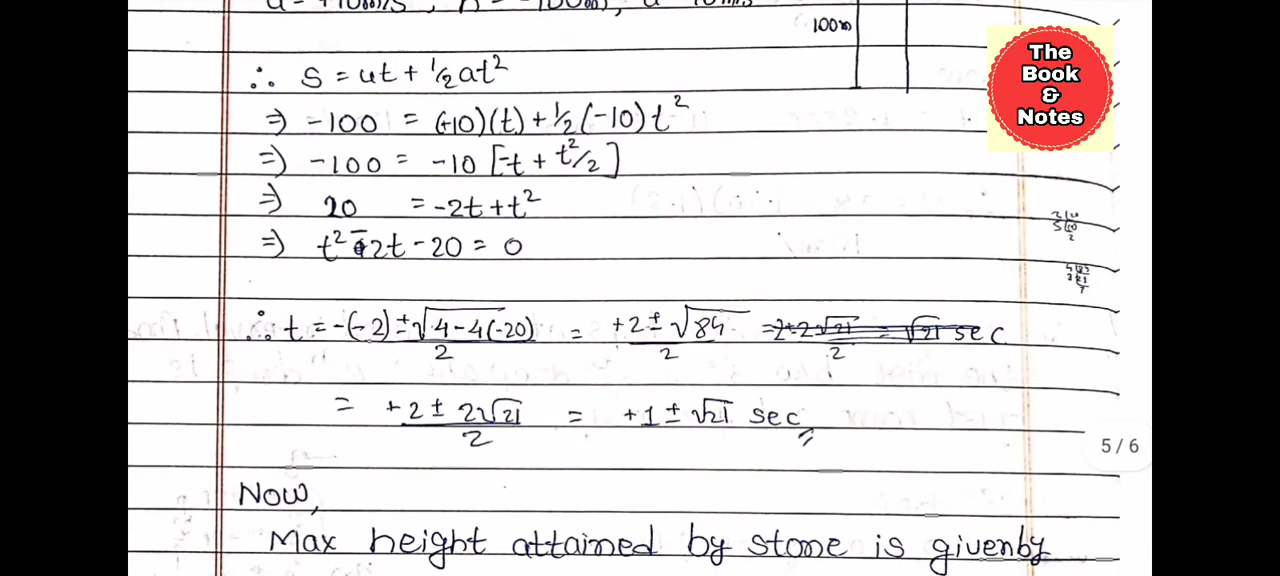 100m
The
Book
&
Notes
∴ S = ut + ½at²
⇒ -100 = (+10)(t) + ½(-10)t²
⇒ -100 = -10 [-t + t²/2]
⇒ 20 = -2t + t²
⇒ t² - 2t - 20 = 0
∴ t = -(-2) ± √4 - 4(-20) / 2 = +2 ± √84 / 2 = 2 ± 2√21 / 2 = √21 sec
= +2 ± 2√21 / 2 = +1 ± √21 sec
5 / 6
Now,
Max height attained by stone is given by